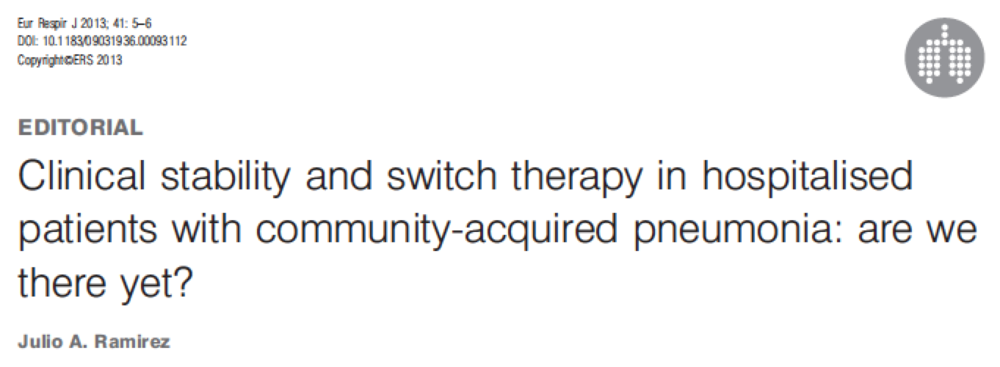 Eur Respir J 2013; 41: 5–6
DOI: 10.1183/09031936.00093112
Copyright©ERS 2013
EDITORIAL
Clinical stability and switch therapy in hospitalised
patients with community-acquired pneumonia: are we
there yet?
Julio A. Ramirez